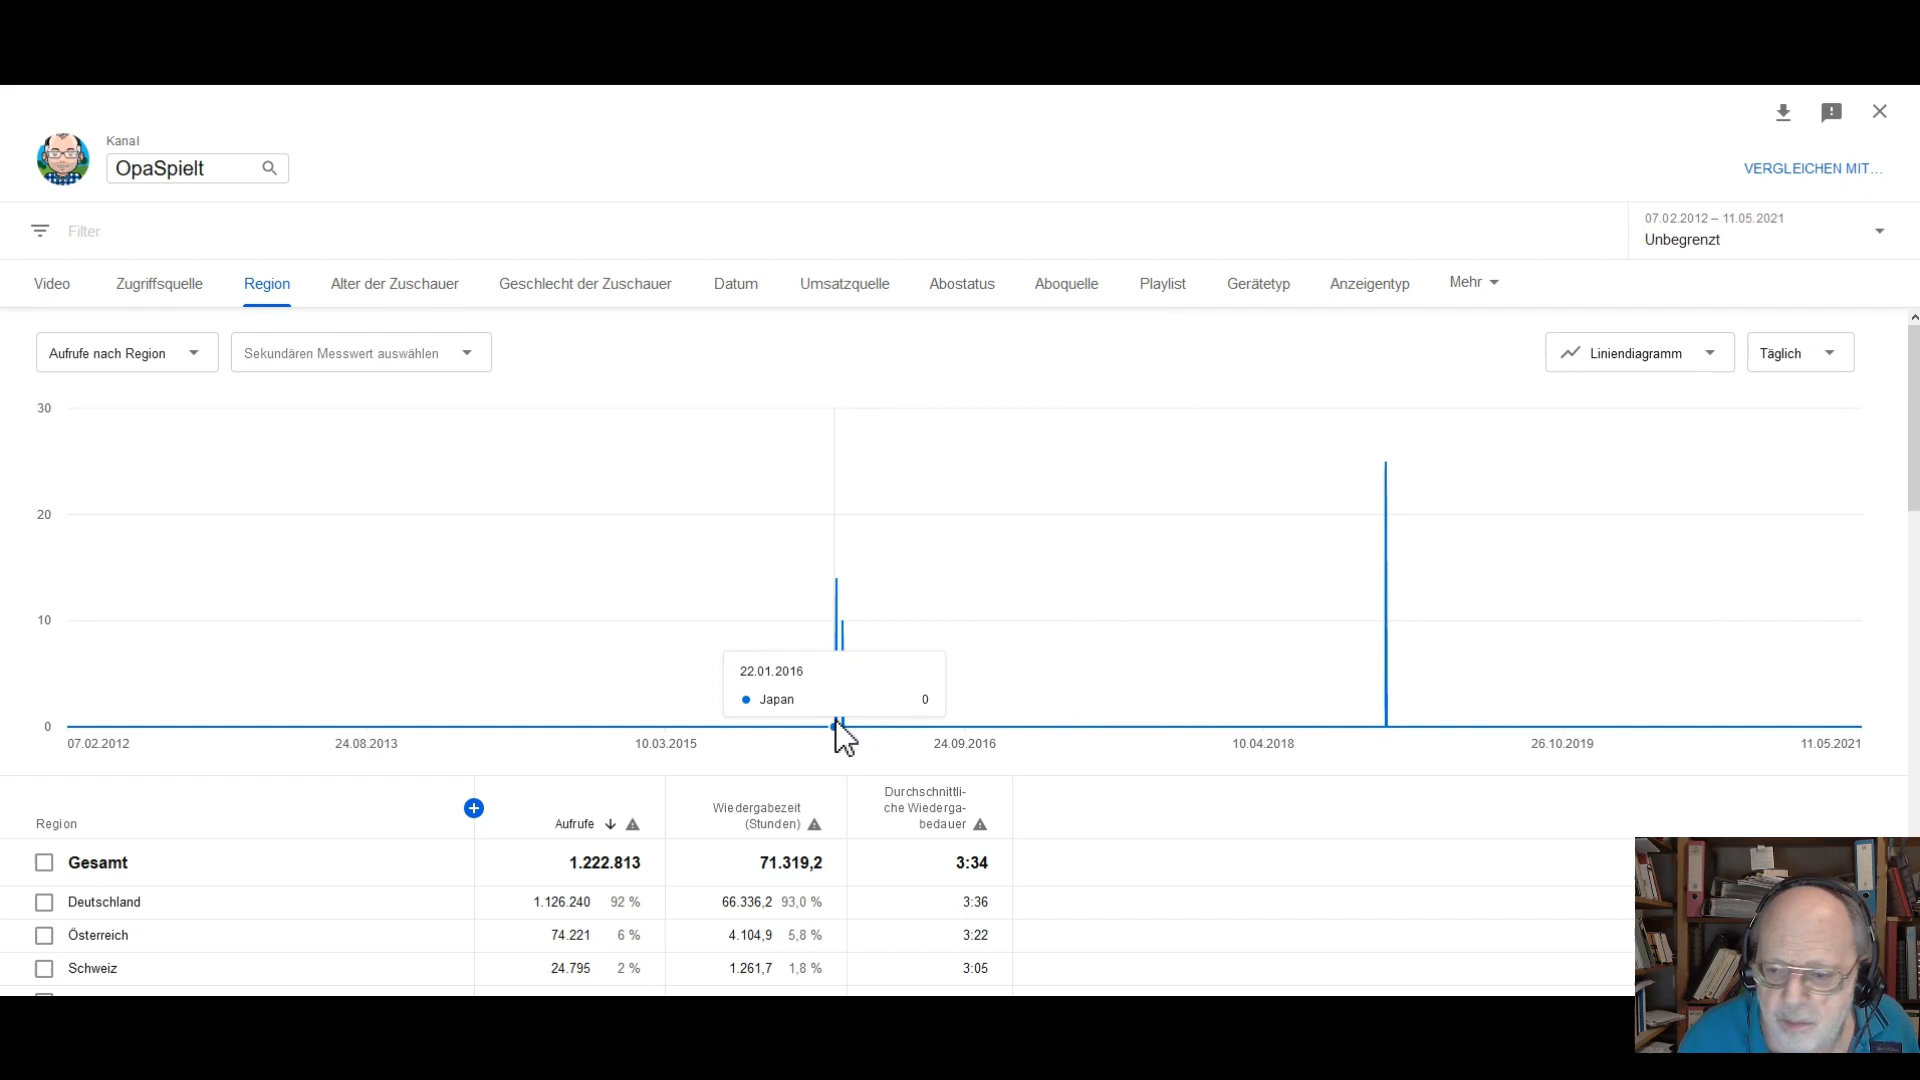 Kanal
OpaSpielt
VERGLEICHEN MIT...
Filter
07.02.2012 – 11.05.2021
Unbegrenzt
Video Zugriffsquelle Region Alter der Zuschauer Geschlecht der Zuschauer Datum Umsatzquelle Abostatus Aboquelle Playlist Gerätetyp Anzeigentyp Mehr
Aufrufe nach Region Sekundären Messwert auswählen Liniendiagramm Täglich
30
20
10
22.01.2016
Japan 0
0
07.02.2012 24.08.2013 10.03.2015 24.09.2016 10.04.2018 26.10.2019 11.05.2021
Region
Aufrufe
Wiedergabezeit
(Stunden)
Durchschnittli-
che Wiederga-
bedauer
Gesamt 1.222.813 71.319,2 3:34
Deutschland 1.126.240 92 % 66.336,2 93,0 % 3:36
Österreich 74.221 6 % 4.104,9 5,8 % 3:22
Schweiz 24.795 2 % 1.261,7 1,8 % 3:05